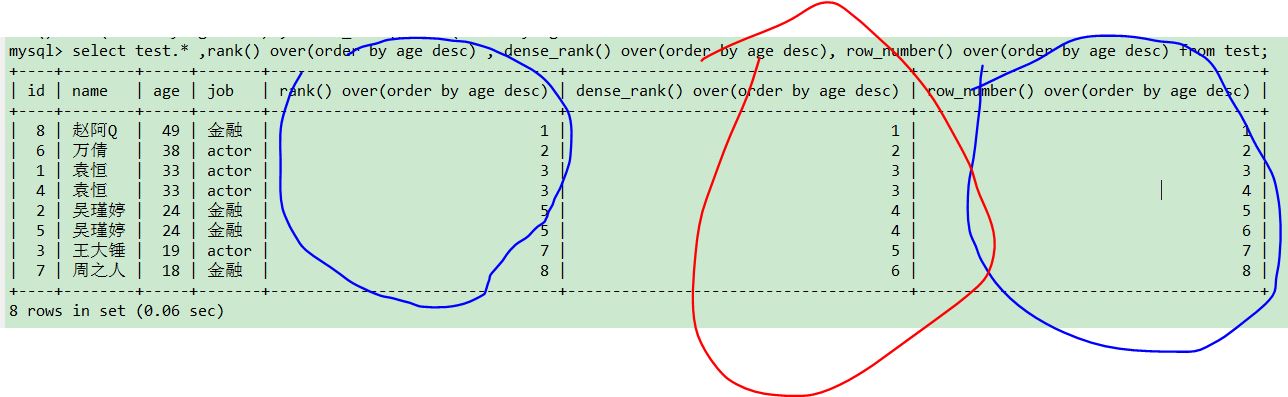 mysql> select test.* ,rank() over(order by age desc) , dense_rank() over(order by age desc), row_number() over(order by age desc) from test;
+----+--------+-----+-------+--------------------------------+--------------------------------------+--------------------------------------+
| id | name | age | job | rank() over(order by age desc) | dense_rank() over(order by age desc) | row_number() over(order by age desc) |
+----+--------+-----+-------+--------------------------------+--------------------------------------+--------------------------------------+
| 8 | 赵阿Q | 49 | 金融 | 1 | 1 | 1 |
| 6 | 万倩 | 38 | actor | 2 | 2 | 2 |
| 1 | 袁恒 | 33 | actor | 3 | 3 | 3 |
| 4 | 袁恒 | 33 | actor | 3 | 3 | 4 |
| 2 | 吴瑾婷 | 24 | 金融 | 5 | 4 | 5 |
| 5 | 吴瑾婷 | 24 | 金融 | 5 | 4 | 6 |
| 3 | 王大锤 | 19 | actor | 7 | 5 | 7 |
| 7 | 周之人 | 18 | 金融 | 8 | 6 | 8 |
+----+--------+-----+-------+--------------------------------+--------------------------------------+--------------------------------------+
8 rows in set (0.06 sec)